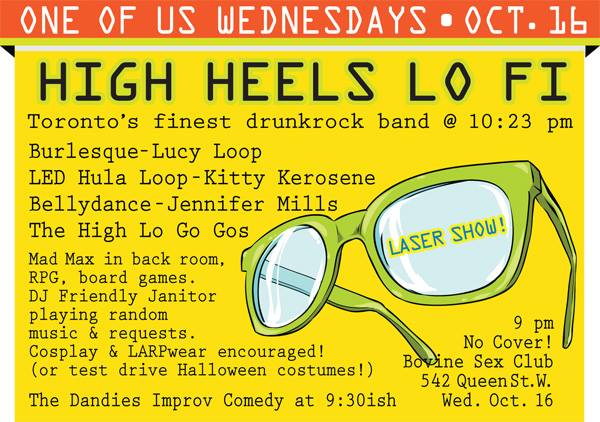 ONE OF US WEDNESDAYS • OCT. 16
HIGH HEELS LO FI
Toronto's finest drunkrock band @ 10:23 pm
Burlesque-Lucy Loop
LED Hula Loop-Kitty Kerosene
Bellydance-Jennifer Mills
The High Lo Go Gos
LASER SHOW!
Mad Max in back room,
RPG, board games.
DJ Friendly Janitor
playing random
music & requests.
Cosplay & LARPwear encouraged!
(or test drive Halloween costumes!)
The Dandies Improv Comedy at 9:30ish
9 pm
No Cover!
Bovine Sex Club
542 Queen St.W.
Wed. Oct. 16